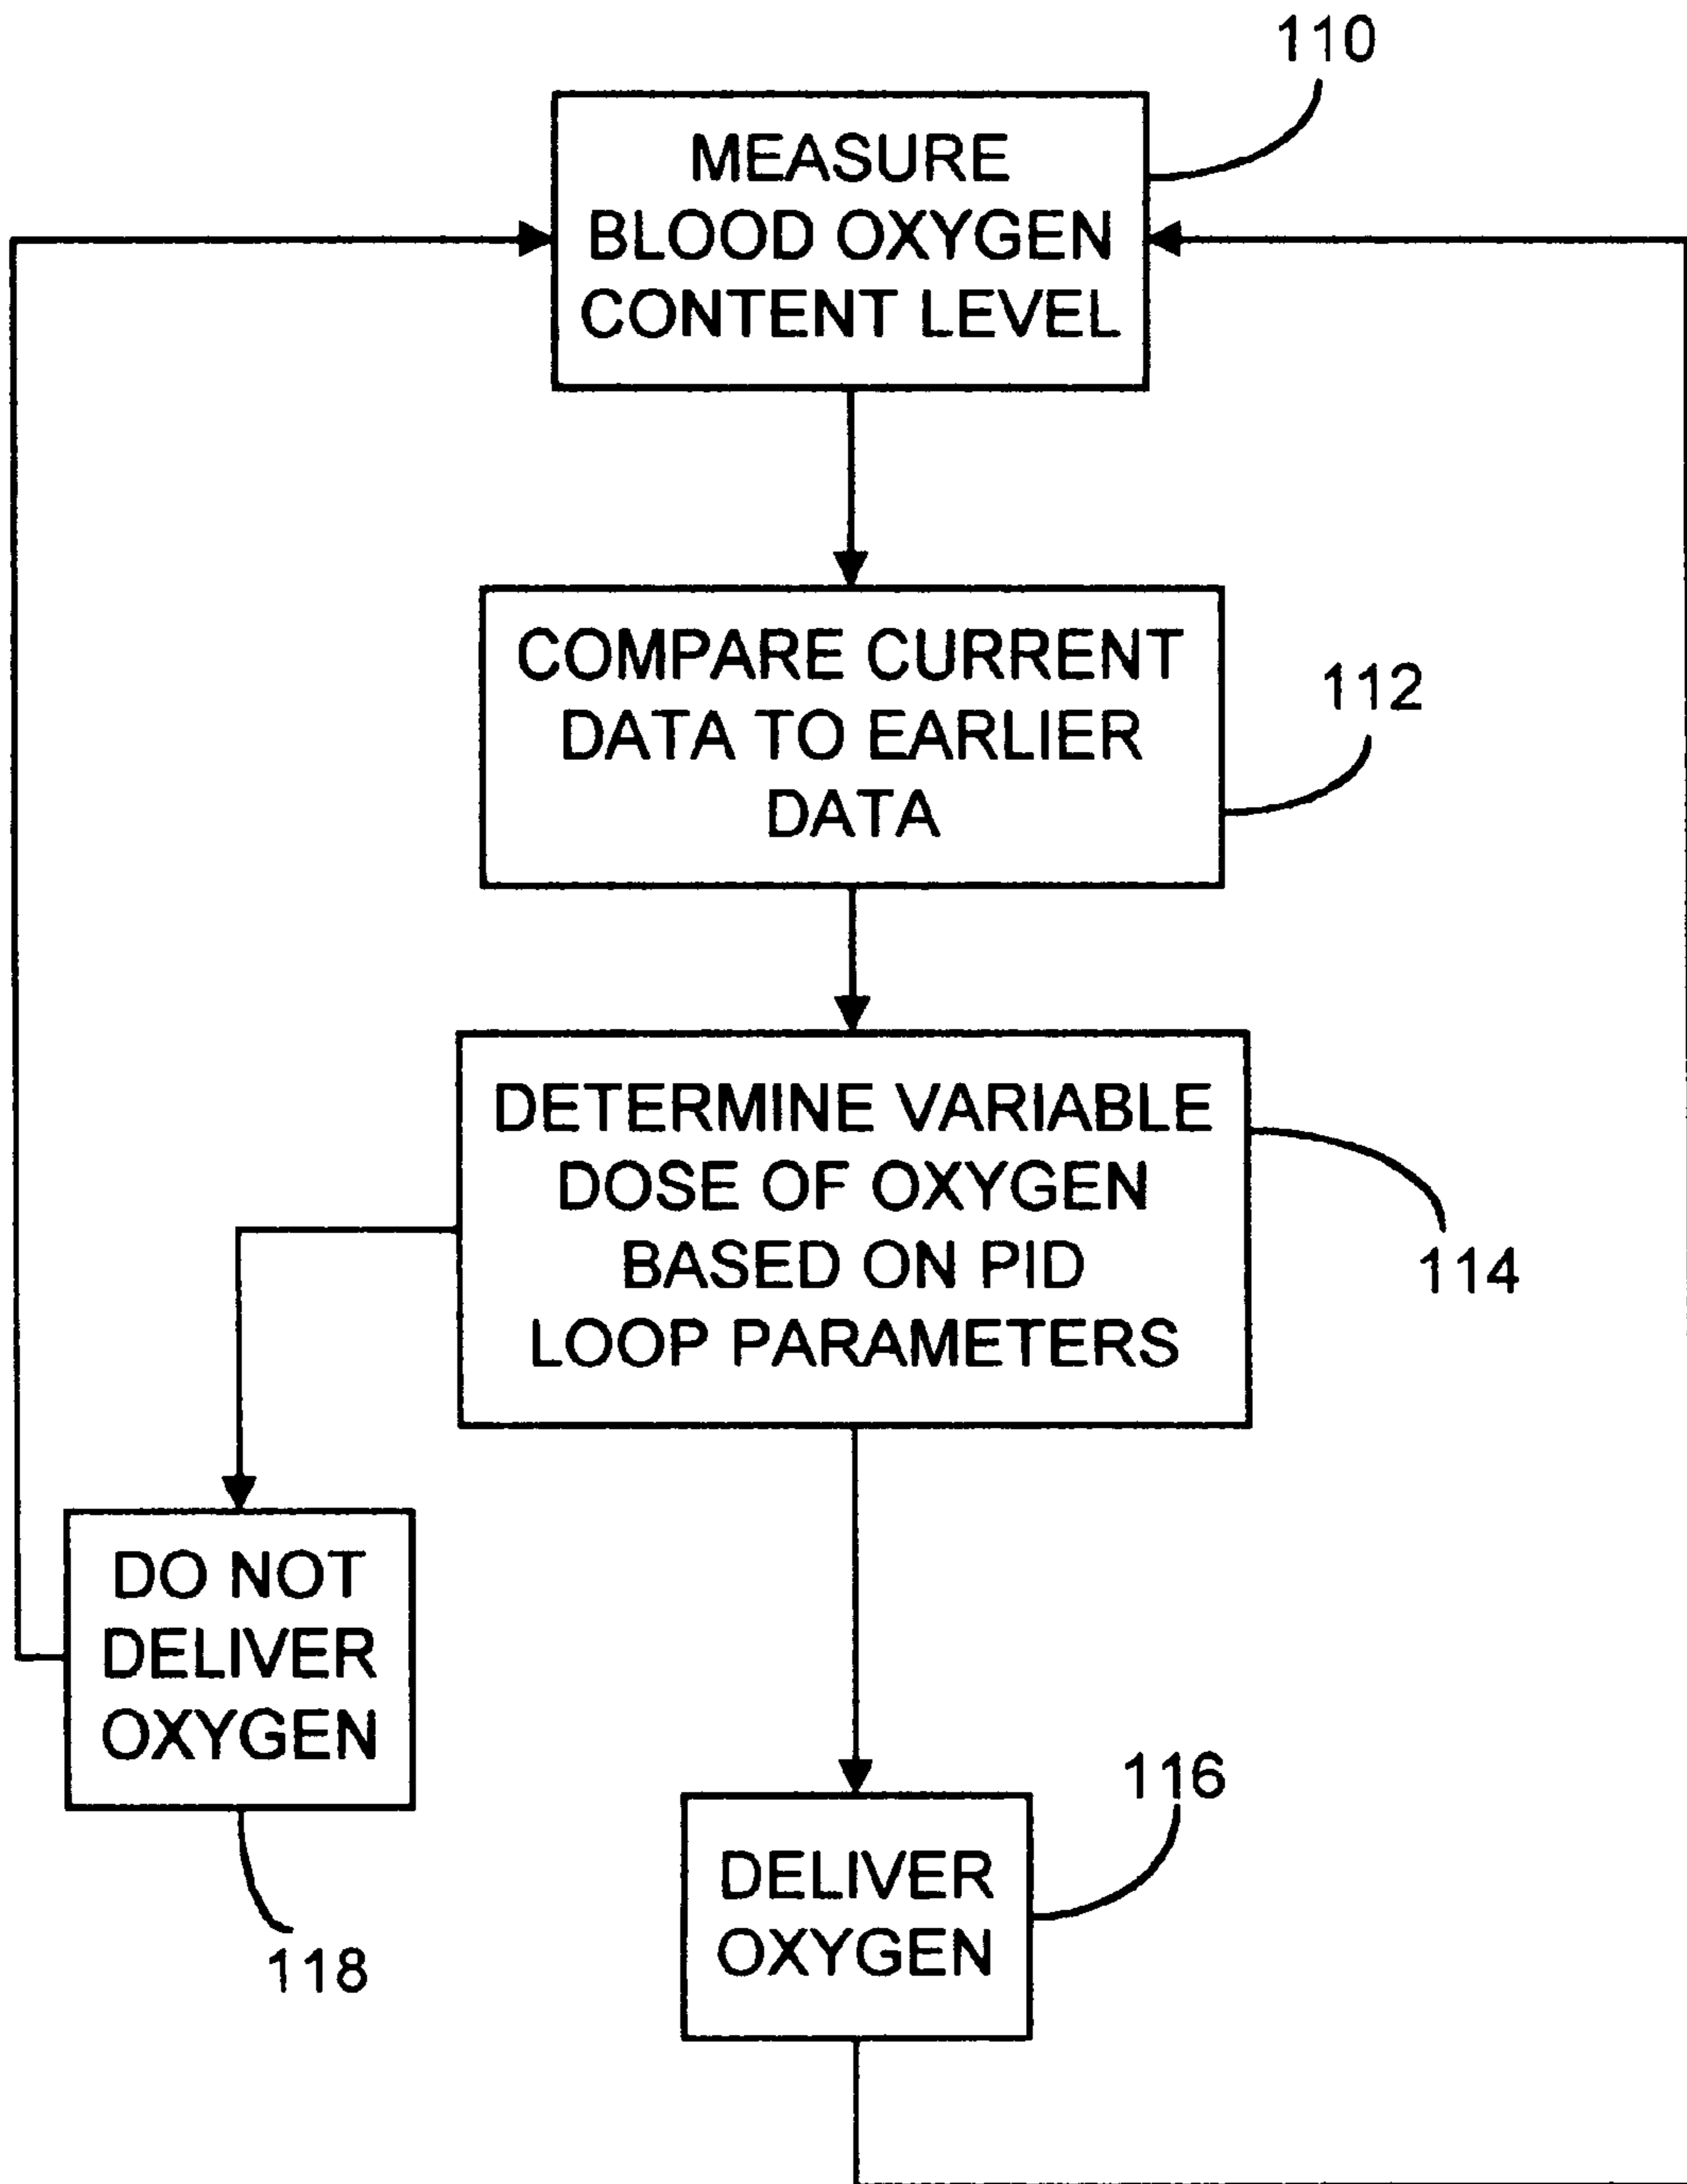 110
MEASURE
BLOOD OXYGEN
CONTENT LEVEL
COMPARE CURRENT
DATA TO EARLIER
DATA
112
DETERMINE VARIABLE
DOSE OF OXYGEN
BASED ON PID
LOOP PARAMETERS
114
DO NOT
DELIVER
OXYGEN
118
116
DELIVER
OXYGEN